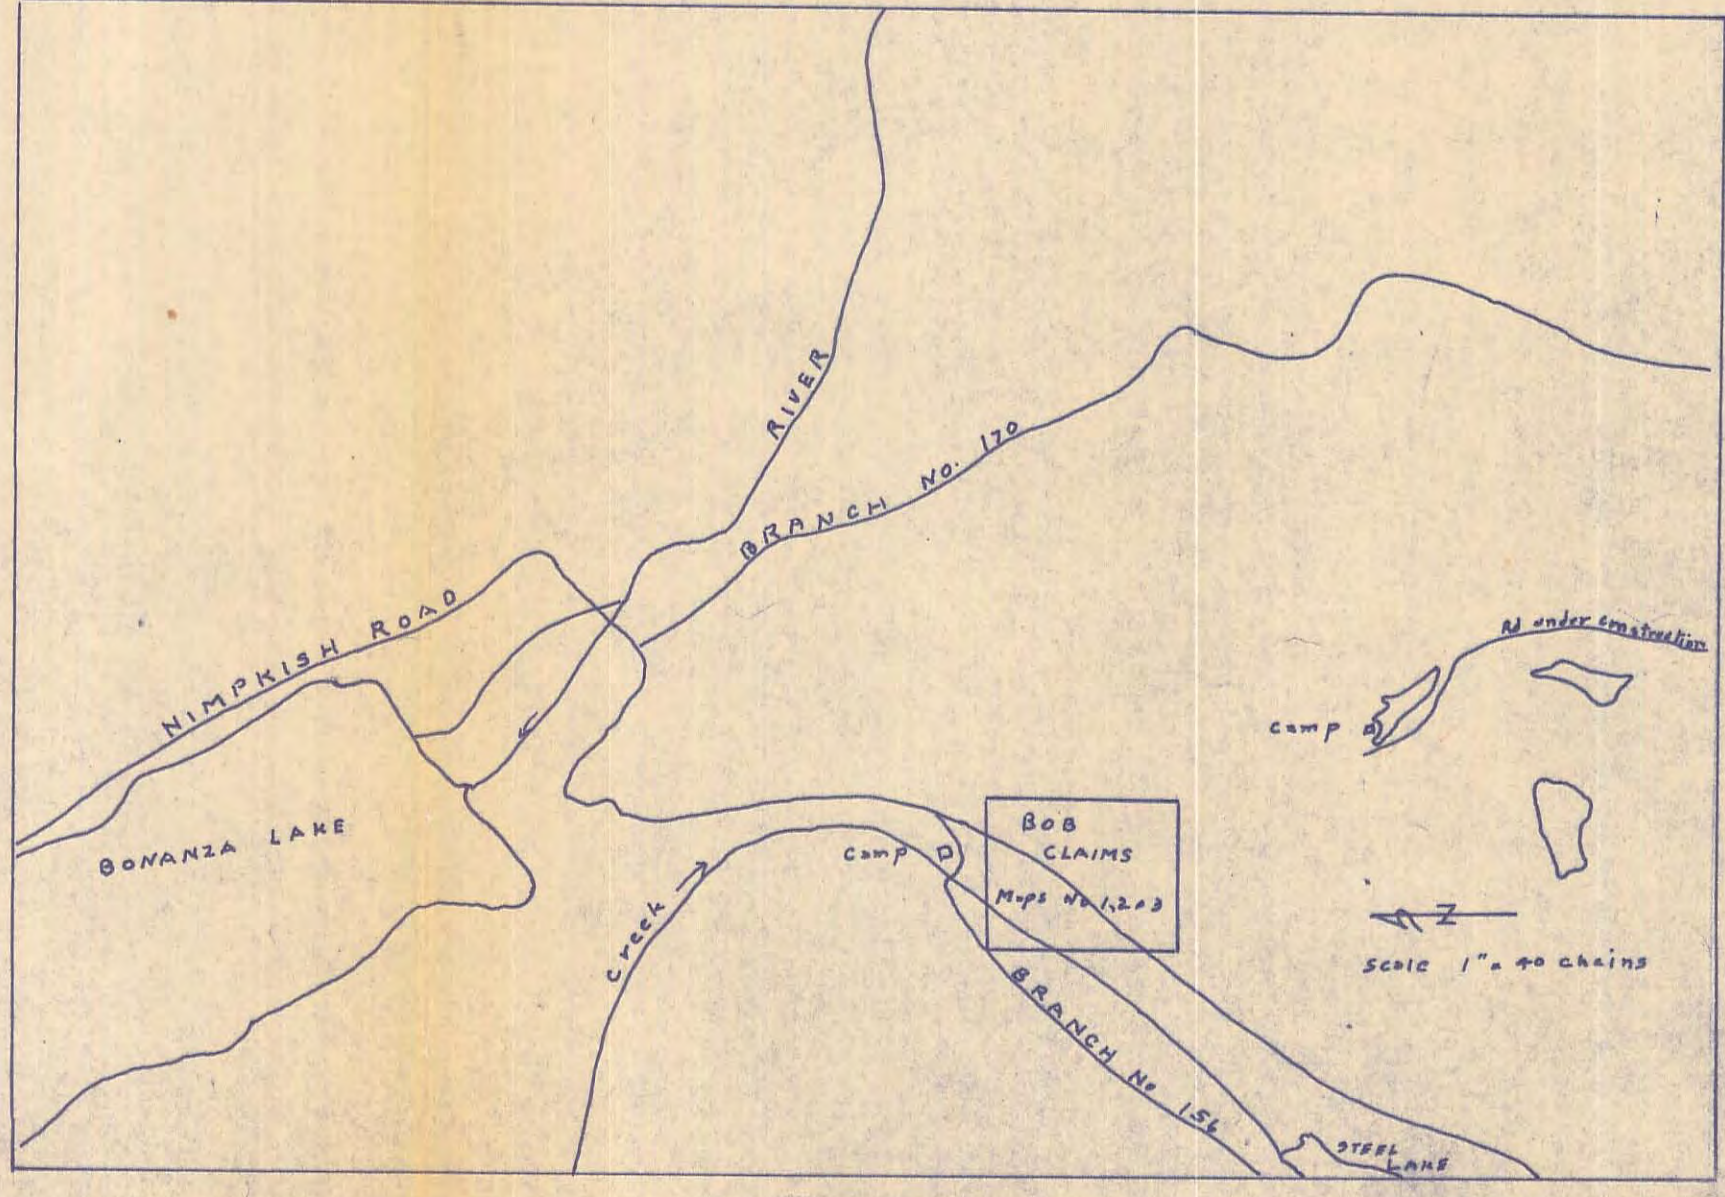 RIVER
BRANCH NO. 170
NIMPKISH ROAD
Rd under construction
Camp
BONANZA LAKE
BOB
CLAIMS
Maps No 1,2 & 3
Camp
Creek
N
Scale 1" = 40 chains
BRANCH No 156
STEEL
LAKE